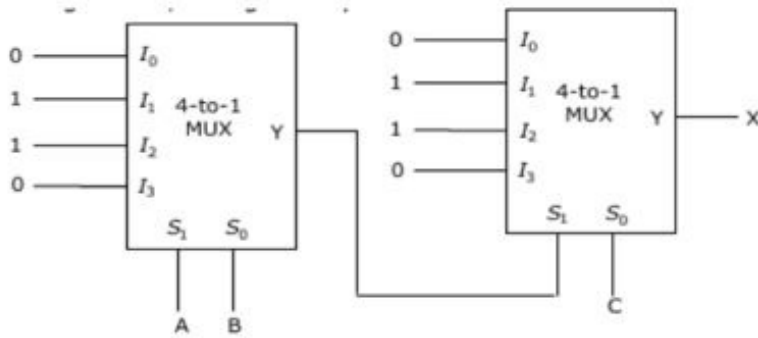 0 I₀
1 I₁
4-to-1
MUX
Y
1 I₂
0 I₃
S₁ S₀
A B
0 I₀
1 I₁
4-to-1
MUX
Y X
1 I₂
0 I₃
S₁ S₀
C